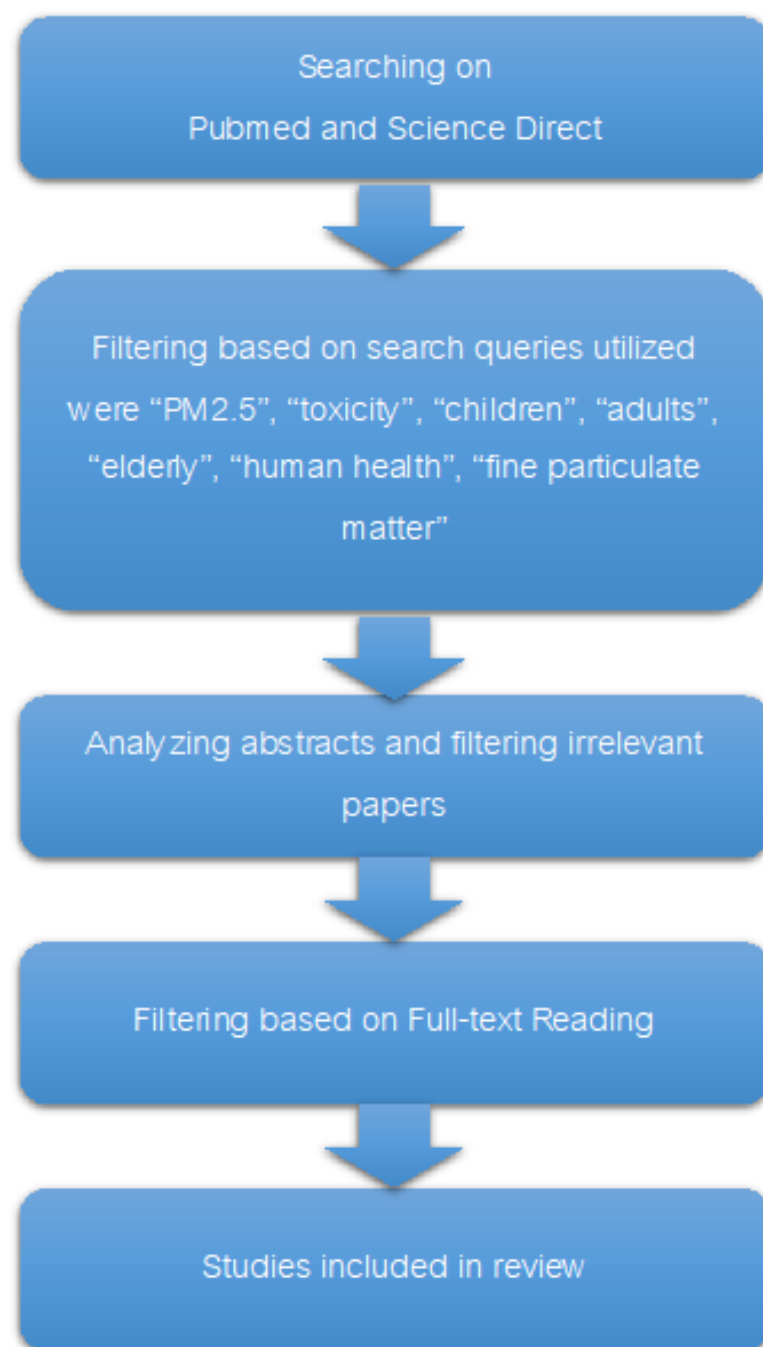 Searching on
Pubmed and Science Direct
Filtering based on search queries utilized
were “PM2.5”, “toxicity”, “children”, “adults”,
“elderly”, “human health”, “fine particulate
matter”
Analyzing abstracts and filtering irrelevant
papers
Filtering based on Full-text Reading
Studies included in review